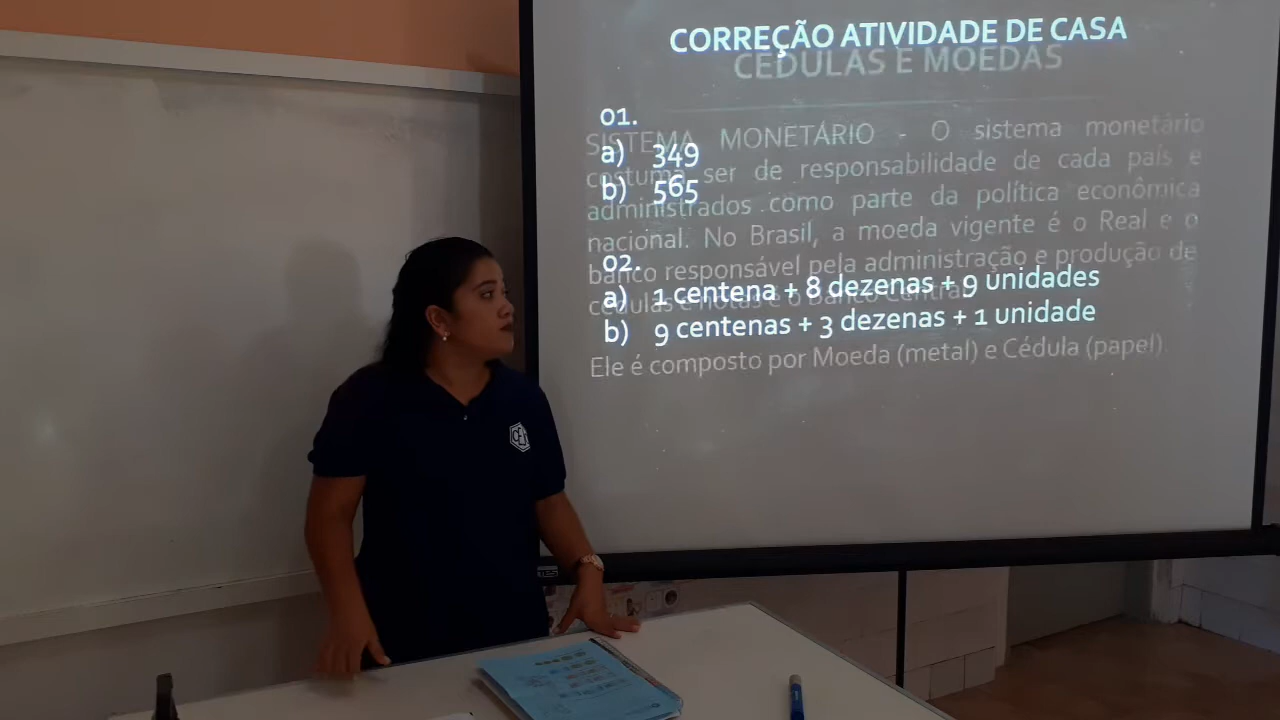 CORREÇÃO ATIVIDADE DE CASA
CÉDULAS E MOEDAS
01.
SISTEMA MONETÁRIO - O sistema monetário
a) 349
costuma ser de responsabilidade de cada país e
b) 565
administrados como parte da política econômica
nacional. No Brasil, a moeda vigente é o Real e o
02.
banco responsável pela administração e produção de
a) 1 centena + 8 dezenas + 9 unidades
cédulas e notas é o Banco Central.
b) 9 centenas + 3 dezenas + 1 unidade
Ele é composto por Moeda (metal) e Cédula (papel)